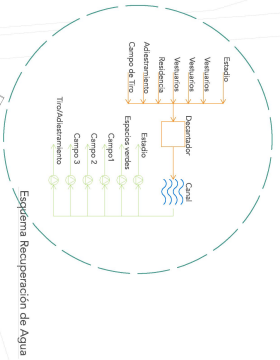 Estadio
Vestuarios
Vestuarios
Vestuarios
Residencia
Adiestramiento
Campo de Tiro
Decantador
Canal
Estadio
Espacios verdes
Campo1
Campo 2
Campo 3
Tiro/Adiestramiento
Esquema Recuperación de Agua